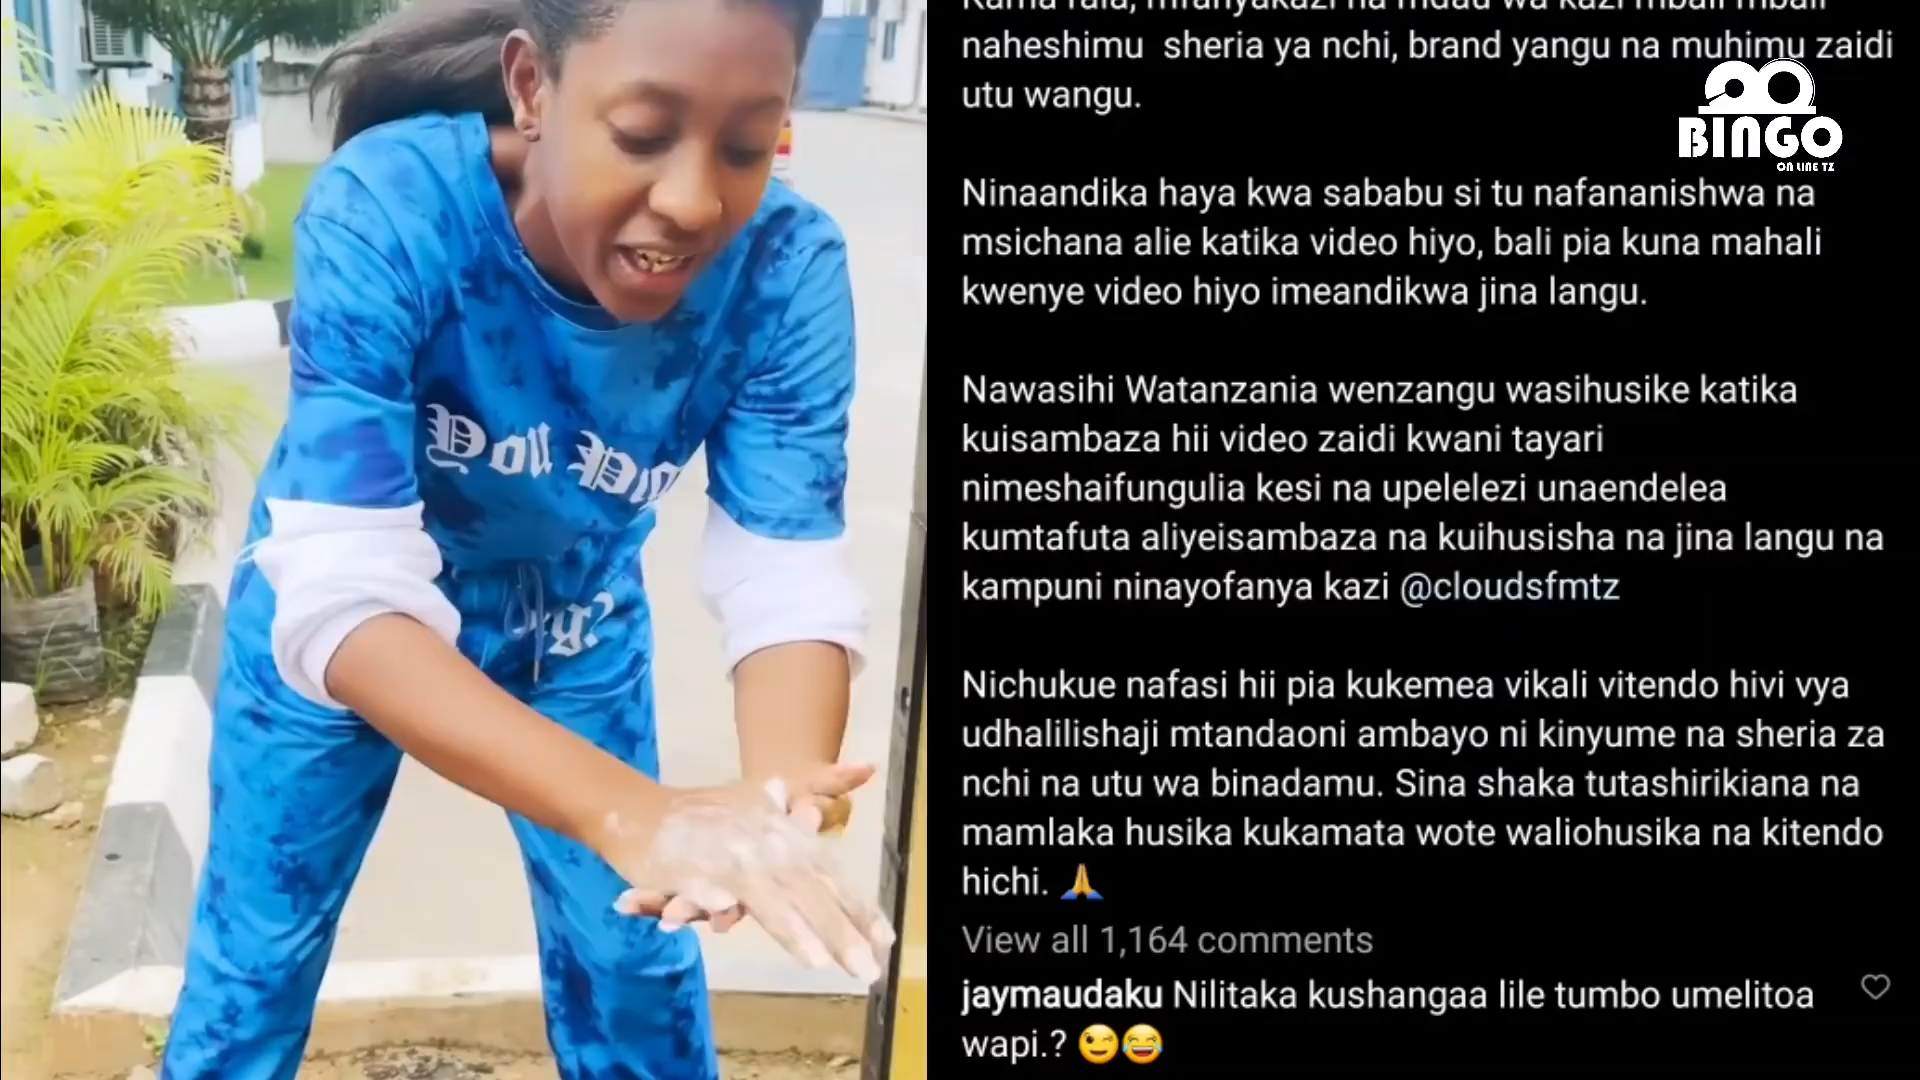 naheshimu sheria ya nchi, brand yangu na muhimu zaidi
utu wangu.
BINGO
ON LINE TZ
Ninaandika haya kwa sababu si tu nafananishwa na
msichana alie katika video hiyo, bali pia kuna mahali
kwenye video hiyo imeandikwa jina langu.
Nawasihi Watanzania wenzangu wasihusike katika
kuisambaza hii video zaidi kwani tayari
nimeshaifungulia kesi na upelelezi unaendelea
kumtafuta aliyeisambaza na kuihusisha na jina langu na
kampuni ninayofanya kazi @cloudsfmtz
Nichukue nafasi hii pia kukemea vikali vitendo hivi vya
udhalilishaji mtandaoni ambayo ni kinyume na sheria za
nchi na utu wa binadamu. Sina shaka tutashirikiana na
mamlaka husika kukamata wote waliohusika na kitendo
hichi. 🙏
View all 1,164 comments
jaymaudaku Nilitaka kushangaa lile tumbo umelitoa
wapi.? 😉😂
You